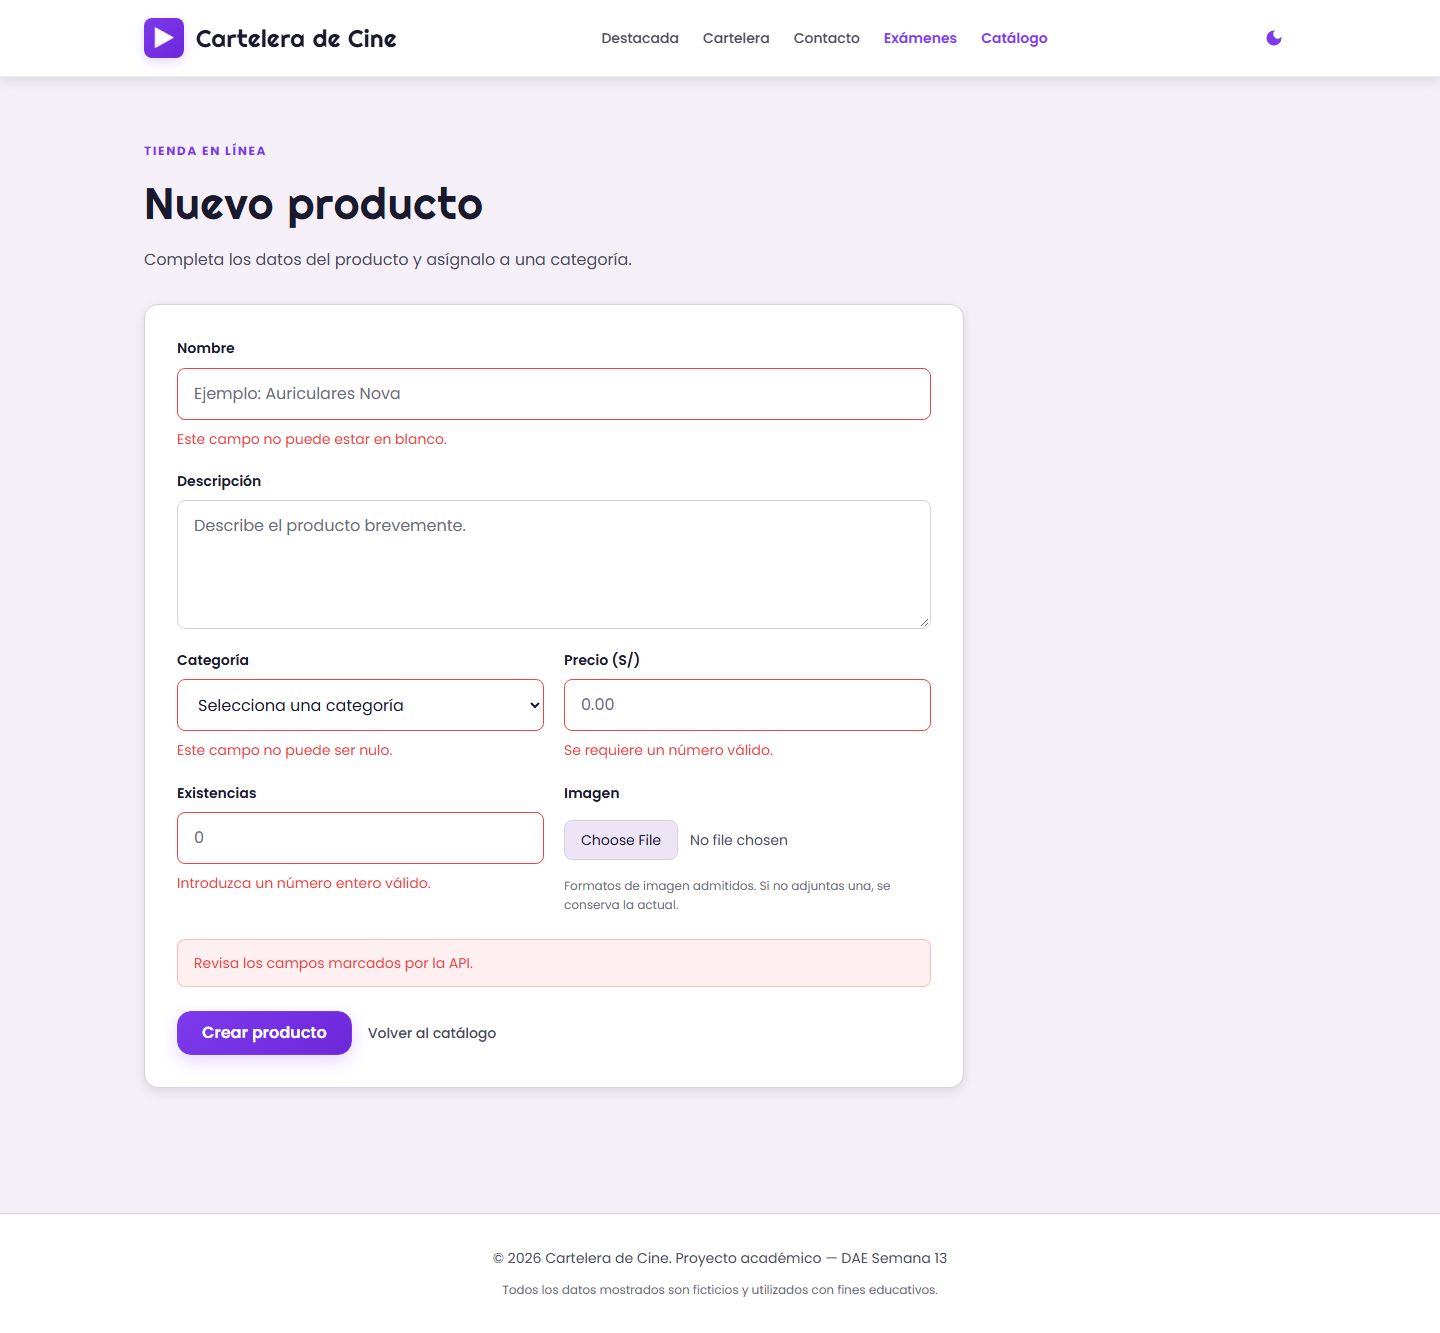 Cartelera de Cine
Destacada
Cartelera
Contacto
Exámenes
Catálogo
TIENDA EN LÍNEA
Nuevo producto
Completa los datos del producto y asígnalo a una categoría.
Nombre
Ejemplo: Auriculares Nova
Este campo no puede estar en blanco.
Descripción
Describe el producto brevemente.
Categoría
Precio (S/)
Selecciona una categoría
0.00
Este campo no puede ser nulo.
Se requiere un número válido.
Existencias
Imagen
0
Choose File
No file chosen
Introduzca un número entero válido.
Formatos de imagen admitidos. Si no adjuntas una, se
conserva la actual.
Revisa los campos marcados por la API.
Crear producto
Volver al catálogo
© 2026 Cartelera de Cine. Proyecto académico — DAE Semana 13
Todos los datos mostrados son ficticios y utilizados con fines educativos.